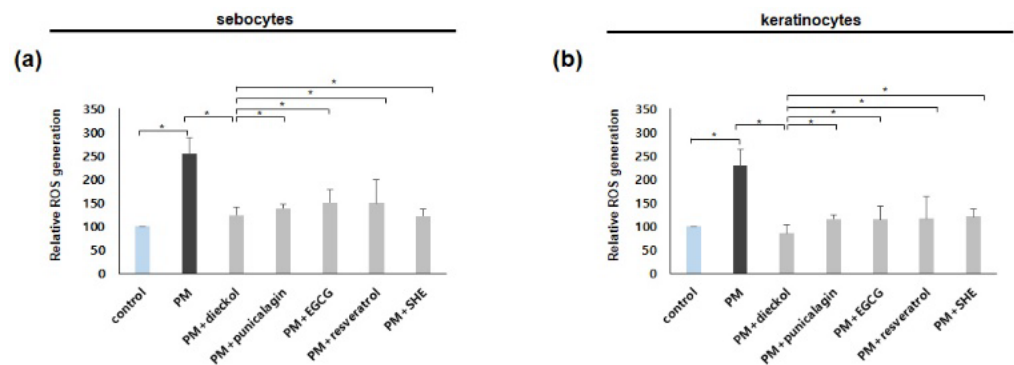 sebocytes
keratinocytes
(a)
(b)
Relative ROS generation
350
300
250
200
150
100
50
0
* * * * * *
control
PM
PM+dieckol
PM+punicalagin
PM+EGCG
PM+resveratrol
PM+SHE
Relative ROS generation
350
300
250
200
150
100
50
0
* * * * * *
control
PM
PM+dieckol
PM+punicalagin
PM+EGCG
PM+resveratrol
PM+SHE